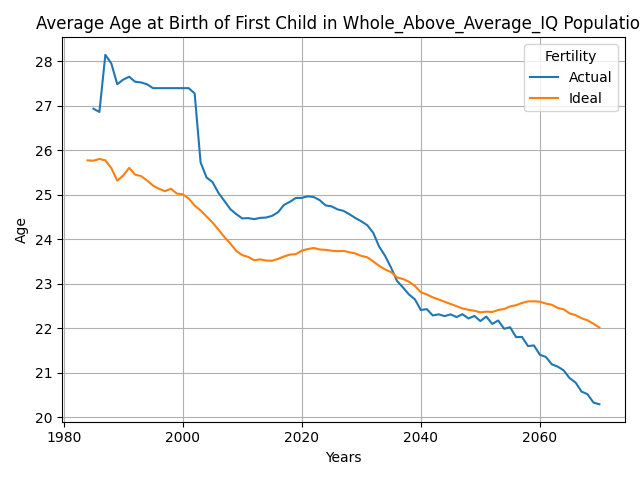 Average Age at Birth of First Child in Whole_Above_Average_IQ Populatio
Fertility
Actual
Ideal
28
27
26
25
24
23
22
21
20
Age
1980
2000
2020
2040
2060
Years